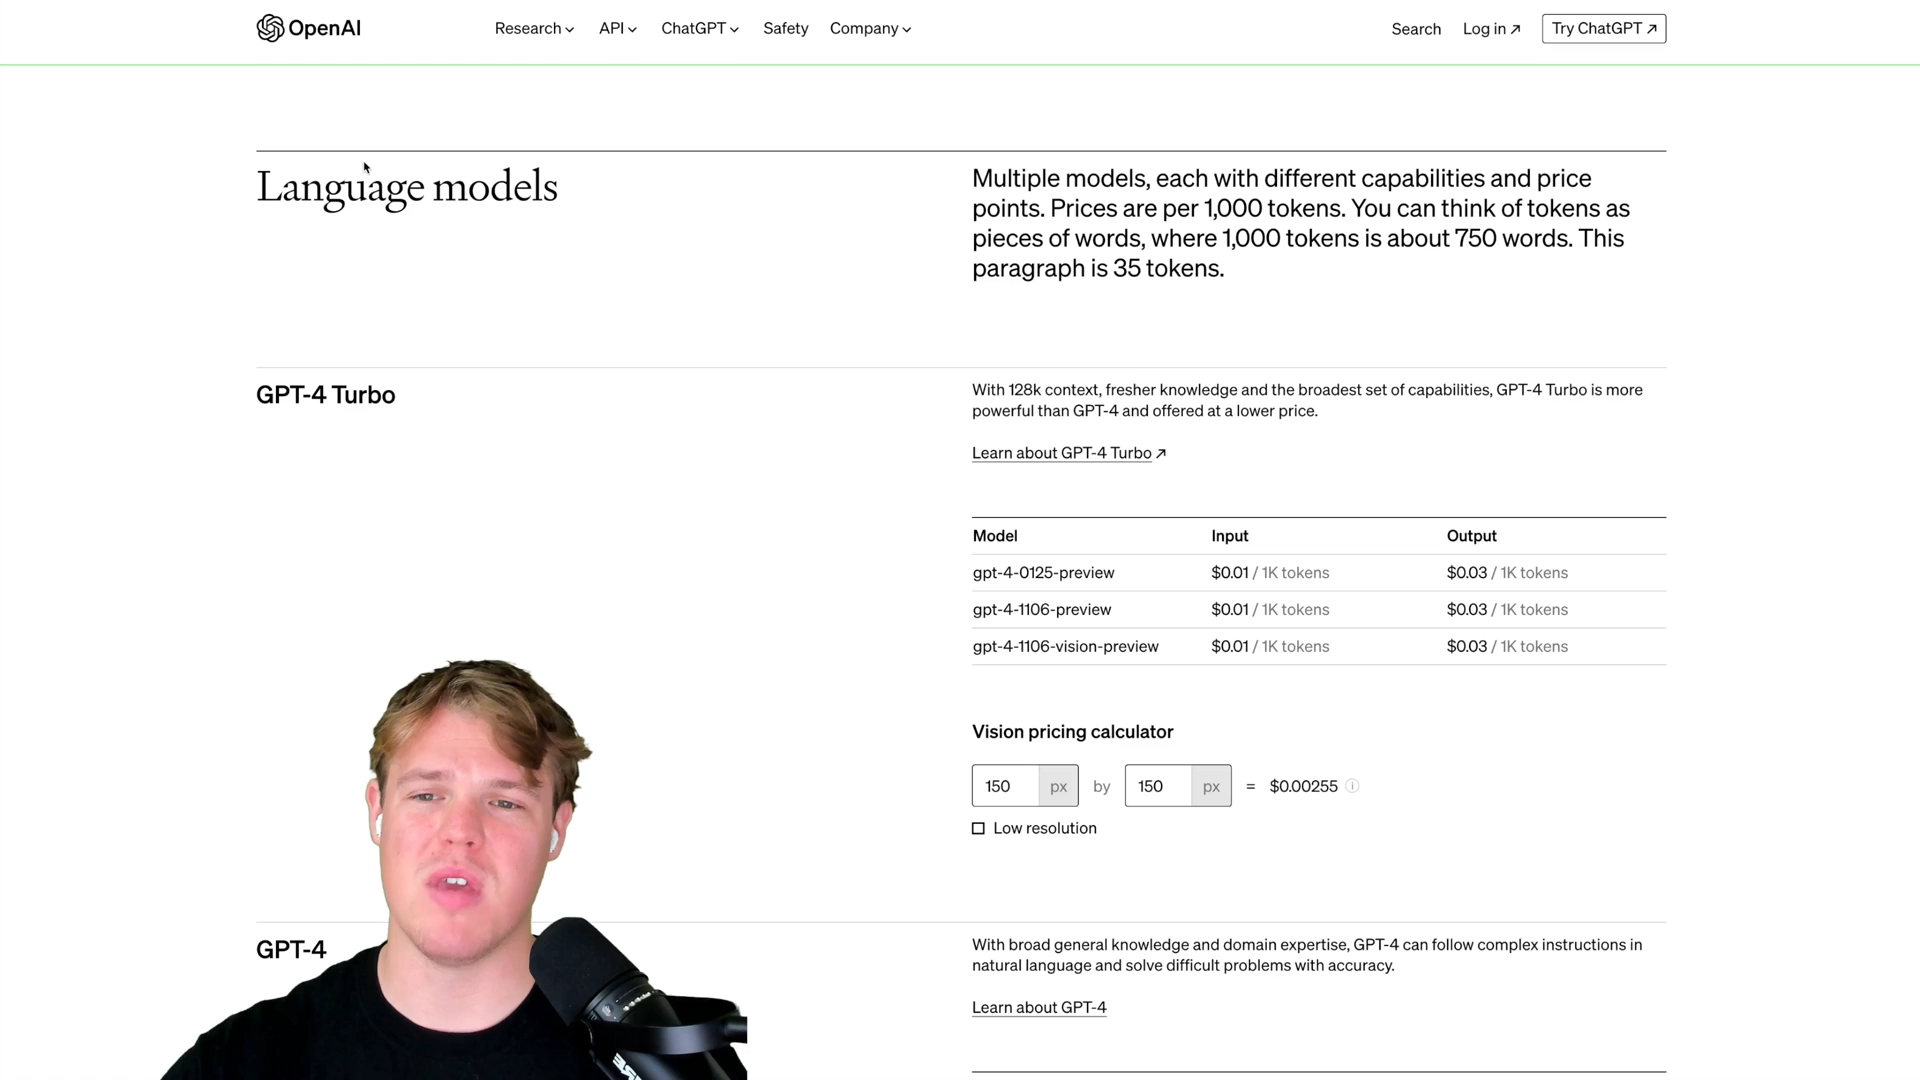 OpenAI
Research API ChatGPT Safety Company
Search Log in Try ChatGPT
Language models
Multiple models, each with different capabilities and price
points. Prices are per 1,000 tokens. You can think of tokens as
pieces of words, where 1,000 tokens is about 750 words. This
paragraph is 35 tokens.
GPT-4 Turbo
With 128k context, fresher knowledge and the broadest set of capabilities, GPT-4 Turbo is more
powerful than GPT-4 and offered at a lower price.
Learn about GPT-4 Turbo
Model Input Output
gpt-4-0125-preview $0.01 / 1K tokens $0.03 / 1K tokens
gpt-4-1106-preview $0.01 / 1K tokens $0.03 / 1K tokens
gpt-4-1106-vision-preview $0.01 / 1K tokens $0.03 / 1K tokens
Vision pricing calculator
150 px by 150 px = $0.00255
Low resolution
GPT-4
With broad general knowledge and domain expertise, GPT-4 can follow complex instructions in
natural language and solve difficult problems with accuracy.
Learn about GPT-4